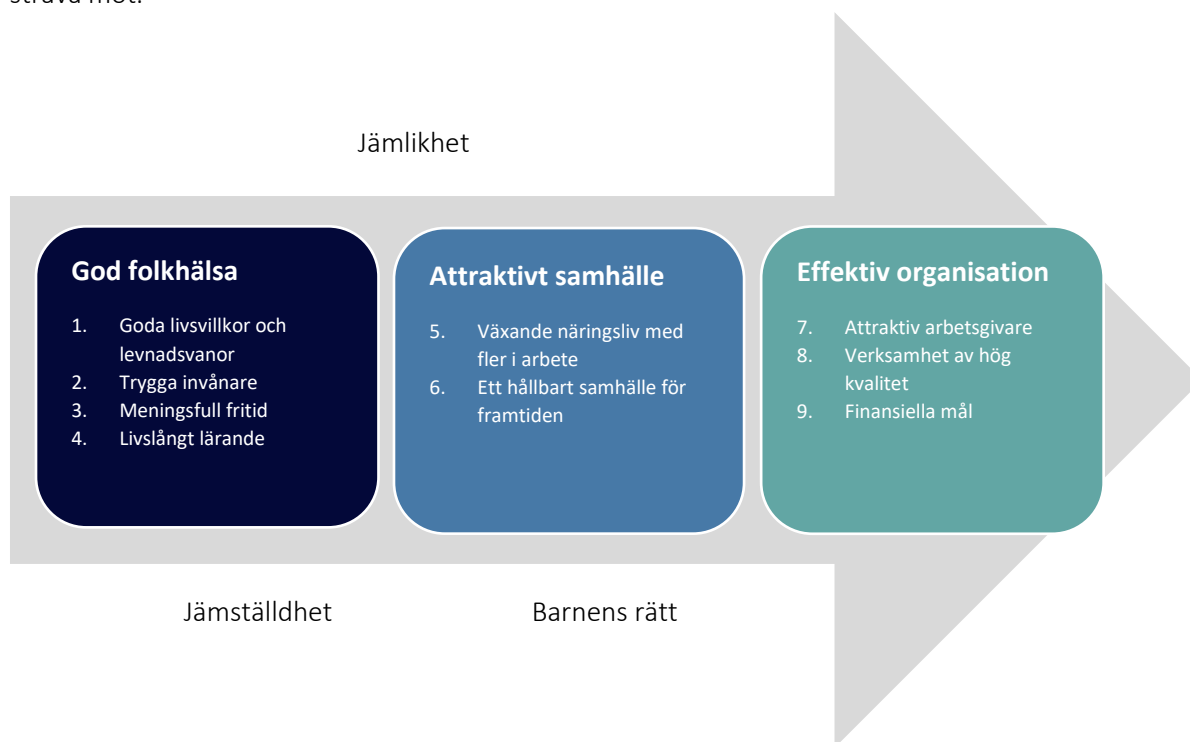 sträva mot.
Jämlikhet
God folkhälsa
1. Goda livsvillkor och
levnadsvanor
2. Trygga invånare
3. Meningsfull fritid
4. Livslångt lärande
Attraktivt samhälle
5. Växande näringsliv med
fler i arbete
6. Ett hållbart samhälle för
framtiden
Effektiv organisation
7. Attraktiv arbetsgivare
8. Verksamhet av hög
kvalitet
9. Finansiella mål
Jämställdhet
Barnens rätt